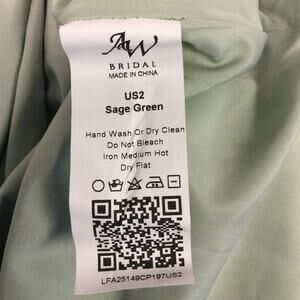 AW
BRIDAL
MADE IN CHINA
US2
Sage Green
Hand Wash Or Dry Clean
Do Not Bleach
Iron Medium Hot
Dry Flat
LFA25149CP197US2